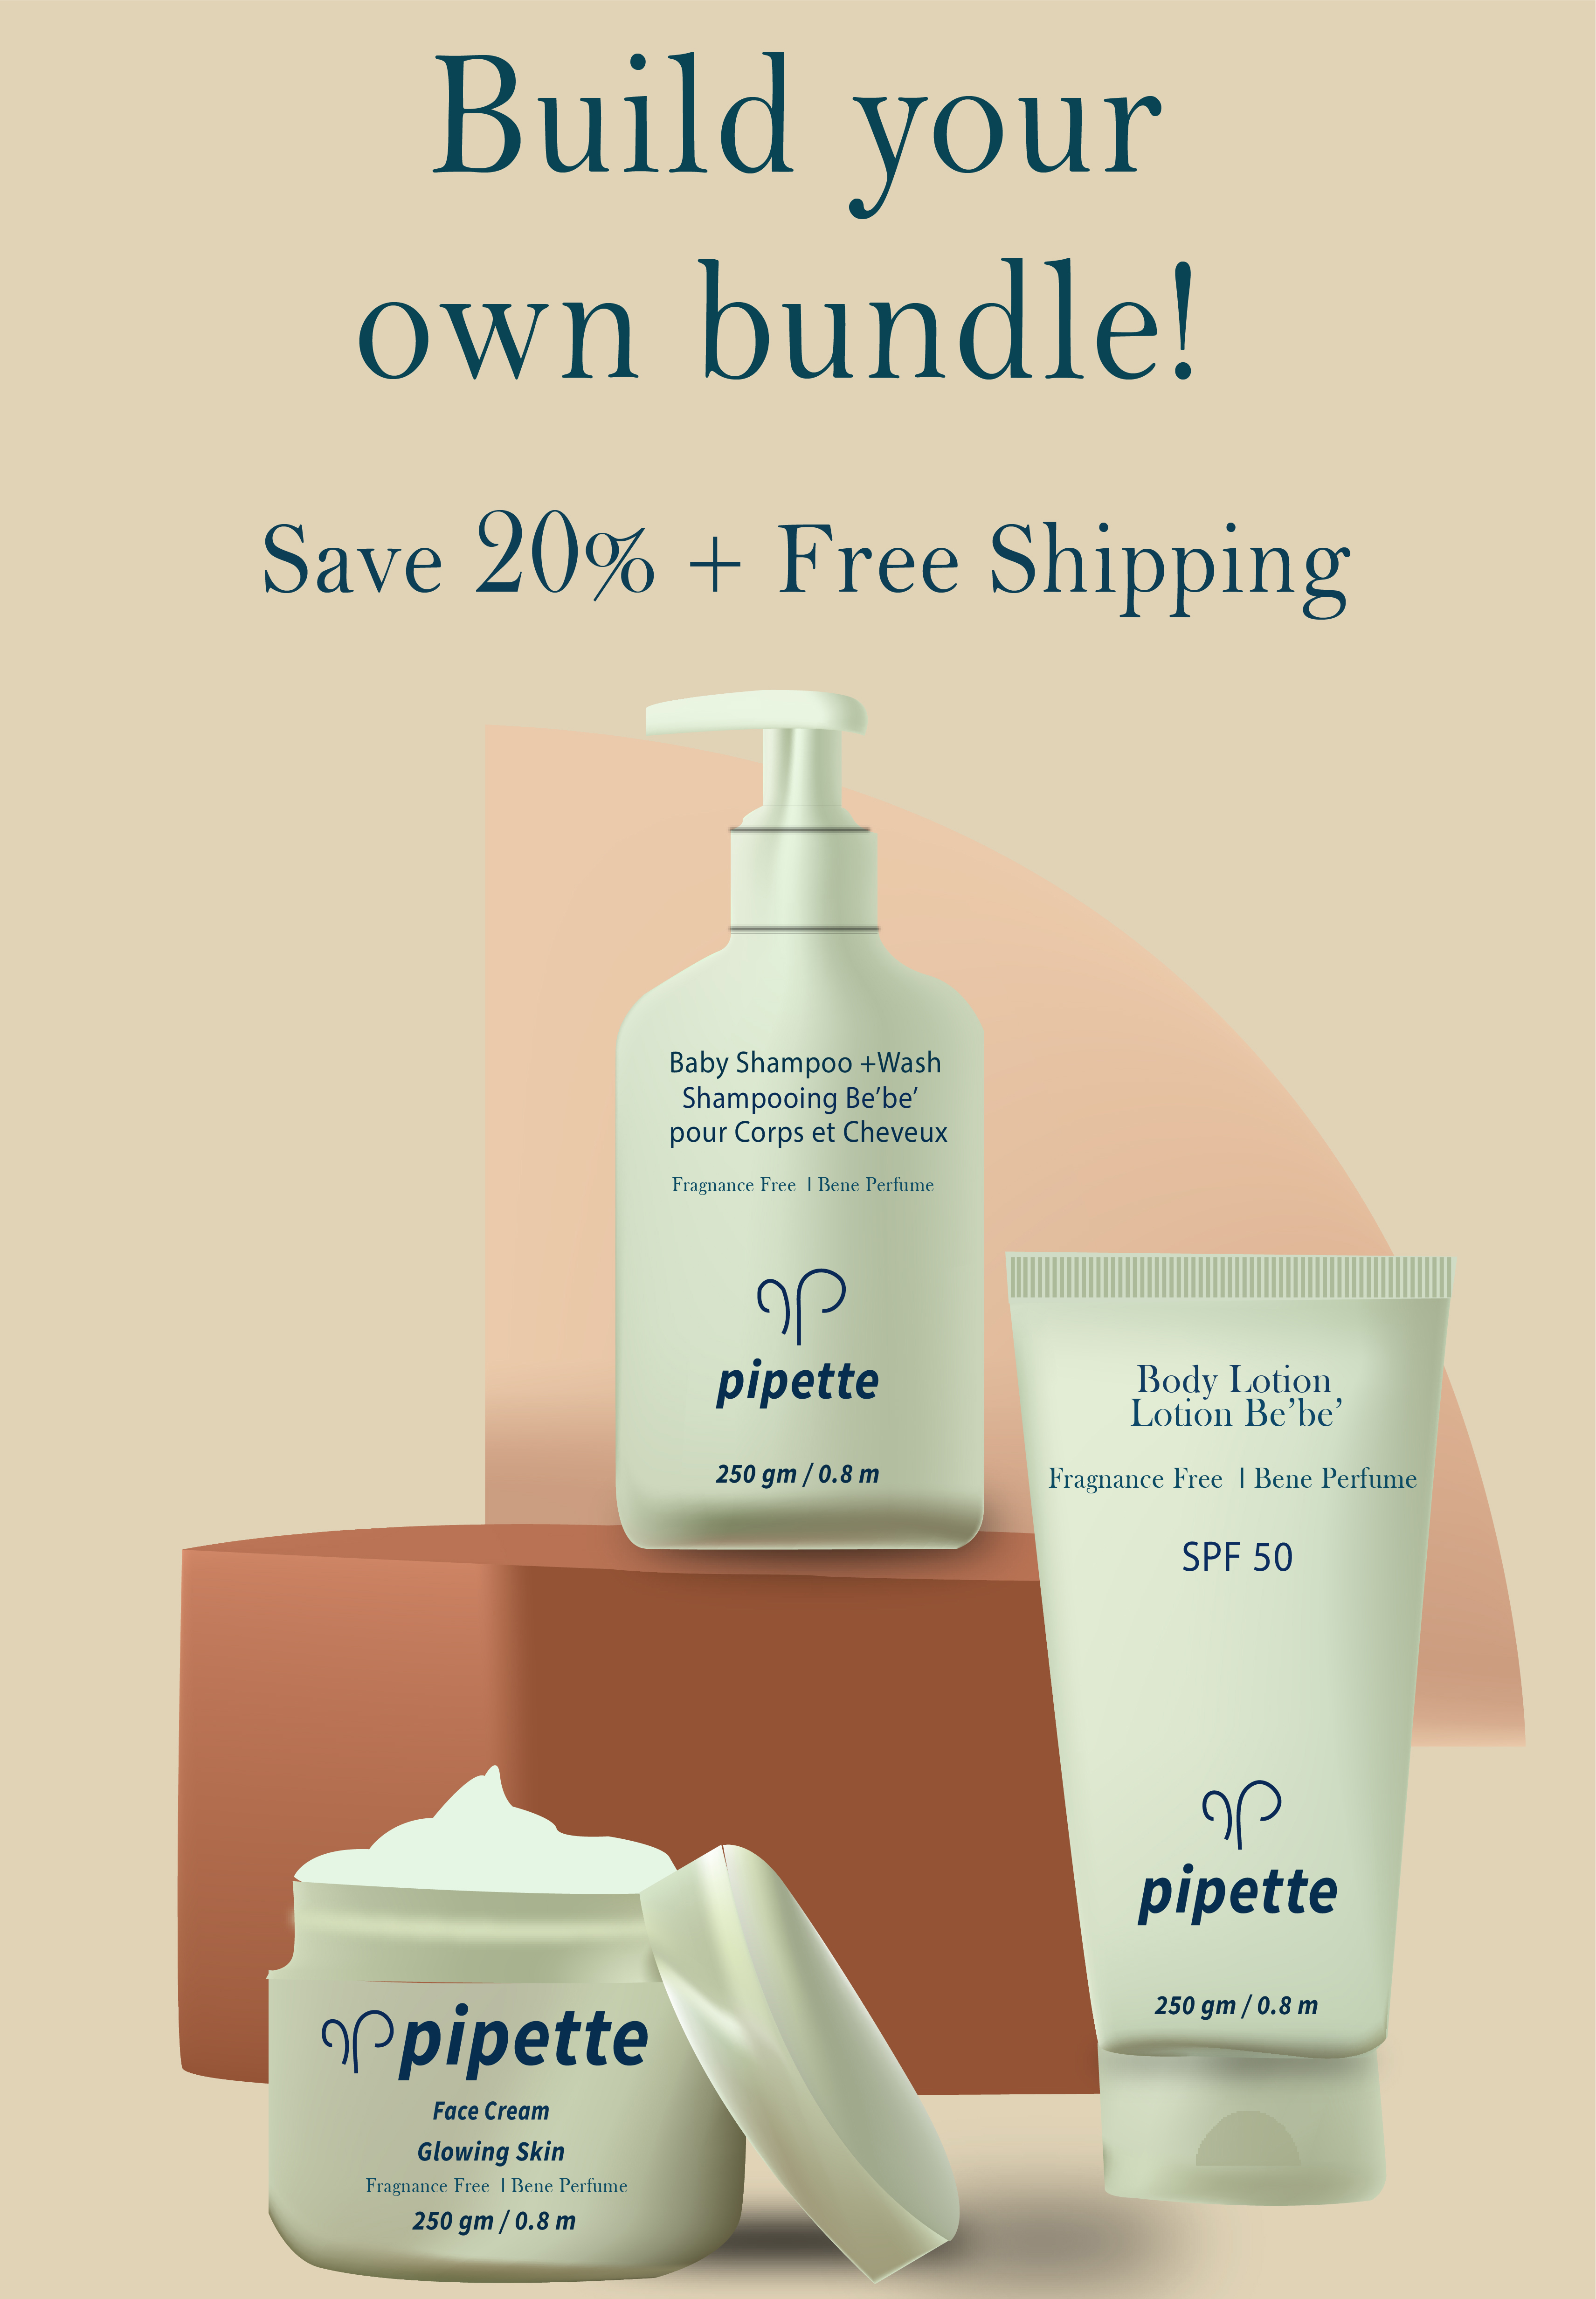 Build your
own bundle!
Save 20% + Free Shipping
Baby Shampoo +Wash
Shampooing Be’be’
pour Corps et Cheveux
Fragnance Free | Bene Perfume
pipette
250 gm / 0.8 m
Body Lotion
Lotion Be’be’
Fragnance Free | Bene Perfume
SPF 50
pipette
250 gm / 0.8 m
pipette
Face Cream
Glowing Skin
Fragnance Free | Bene Perfume
250 gm / 0.8 m